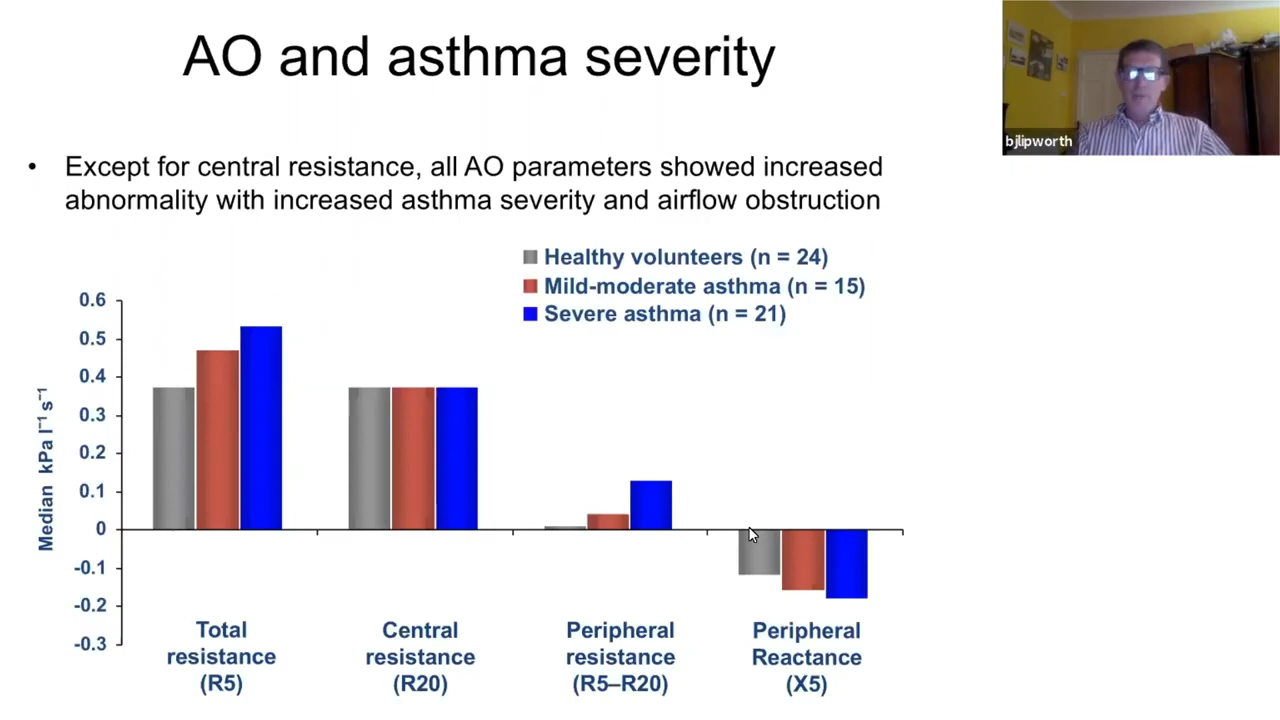 AO and asthma severity
bjlipworth
• Except for central resistance, all AO parameters showed increased
abnormality with increased asthma severity and airflow obstruction
Healthy volunteers (n = 24)
Mild-moderate asthma (n = 15)
Severe asthma (n = 21)
Median kPa l⁻¹ s⁻¹
0.6
0.5
0.4
0.3
0.2
0.1
0
-0.1
-0.2
-0.3
Total
resistance
(R5)
Central
resistance
(R20)
Peripheral
resistance
(R5–R20)
Peripheral
Reactance
(X5)